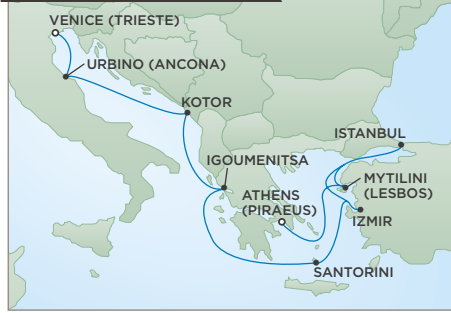 VENICE (TRIESTE)
URBINO (ANCONA)
KOTOR
ISTANBUL
IGOUMENITSA
MYTILINI
(LESBOS)
ATHENS
(PIRAEUS)
IZMIR
SANTORINI